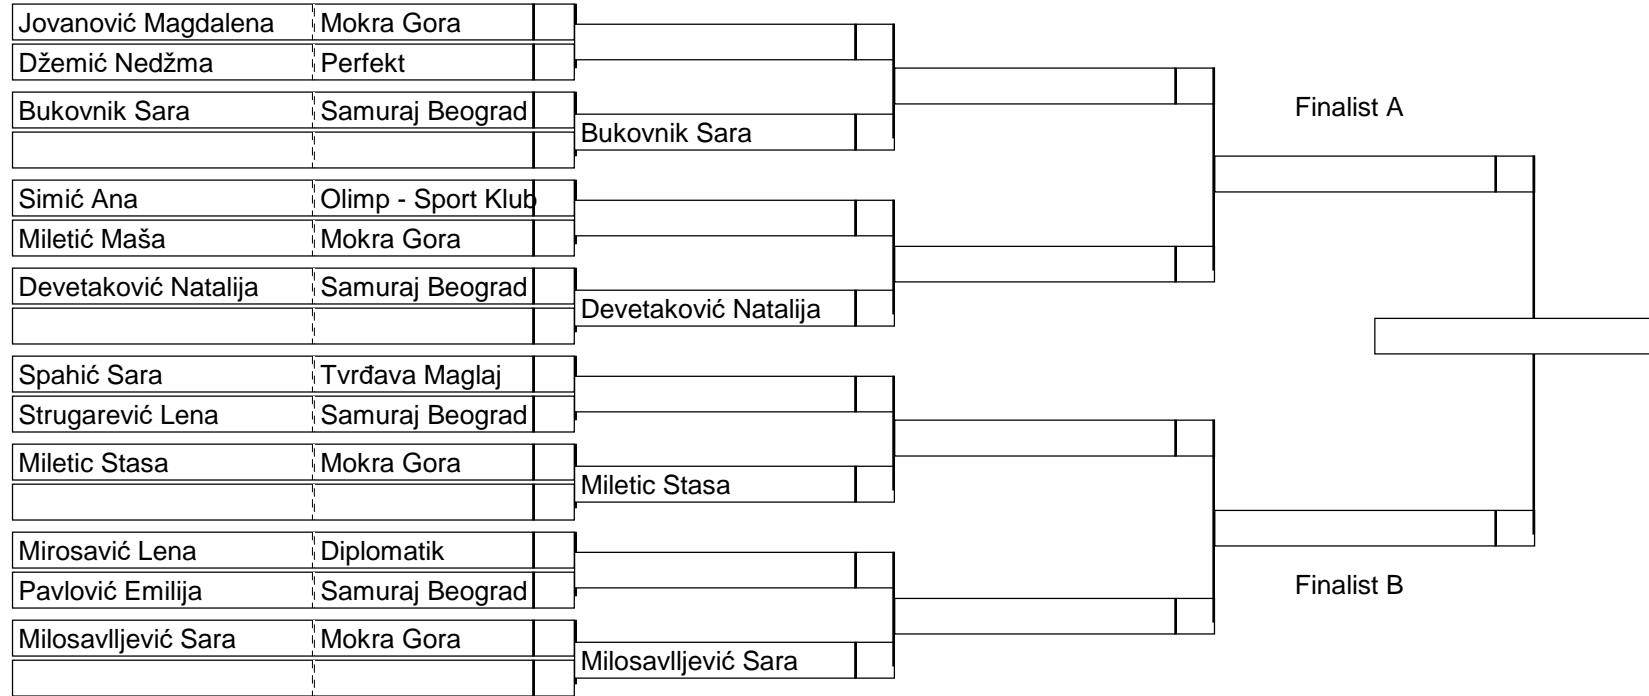 Jovanović Magdalena Mokra Gora
Džemić Nedžma Perfekt
Bukovnik Sara Samuraj Beograd
Bukovnik Sara
Simić Ana Olimp - Sport Klub
Miletić Maša Mokra Gora
Devetaković Natalija Samuraj Beograd
Devetaković Natalija
Spahić Sara Tvrđava Maglaj
Strugarević Lena Samuraj Beograd
Miletic Stasa Mokra Gora
Miletic Stasa
Mirosavić Lena Diplomatik
Pavlović Emilija Samuraj Beograd
Milosavlljević Sara Mokra Gora
Milosavlljević Sara
Finalist A
Finalist B